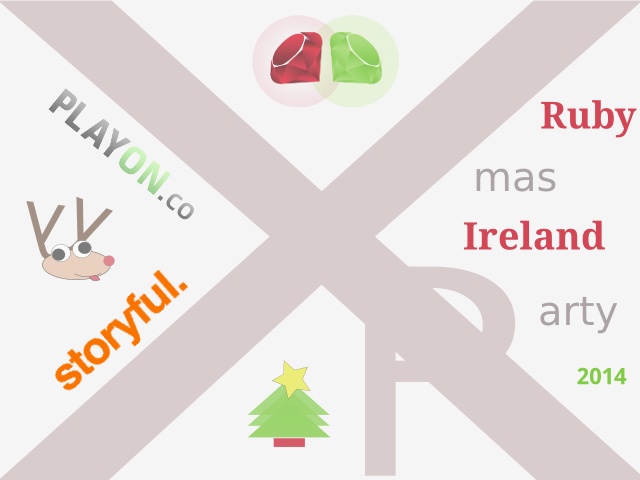 PLAYON.co
storyful.
X
Ruby
mas
Ireland
P
arty
2014